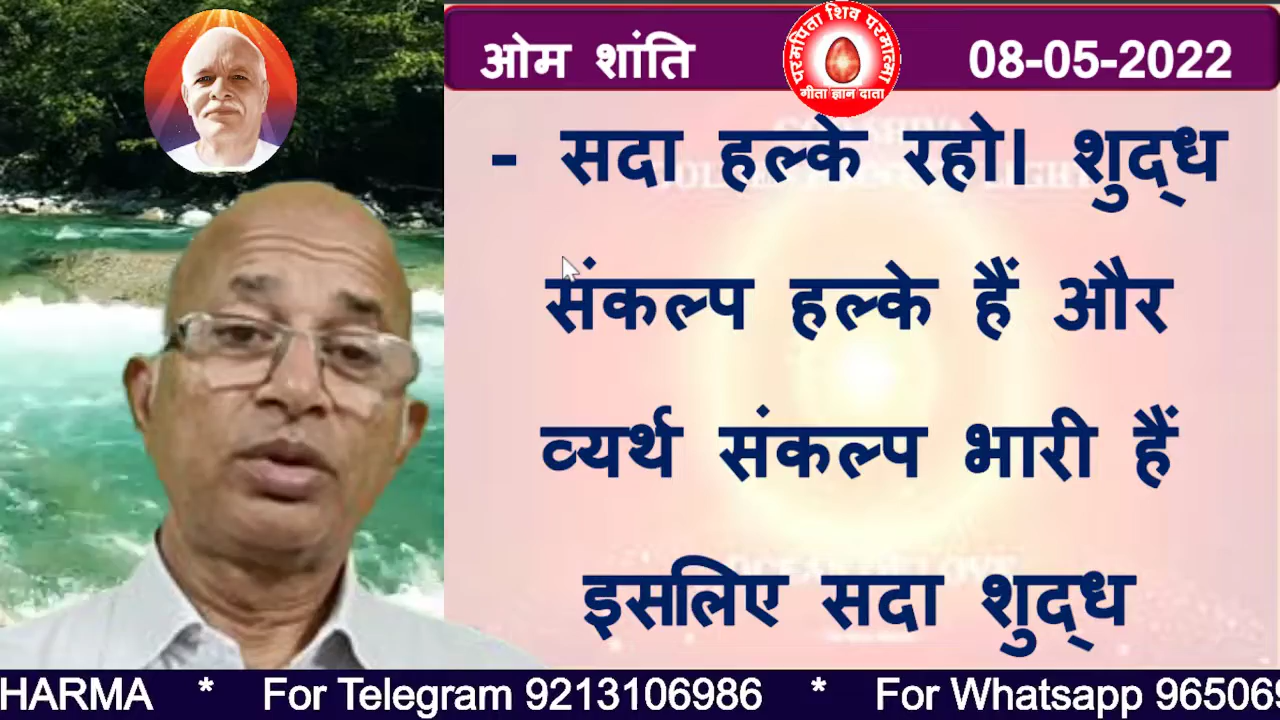 ओम शांति
परमपिता शिव परमात्मा
गीता ज्ञान दाता
08-05-2022
- सदा हल्के रहो। शुद्ध
संकल्प हल्के हैं और
व्यर्थ संकल्प भारी हैं
इसलिए सदा शुद्ध
HARMA * For Telegram 9213106986 * For Whatsapp 96506